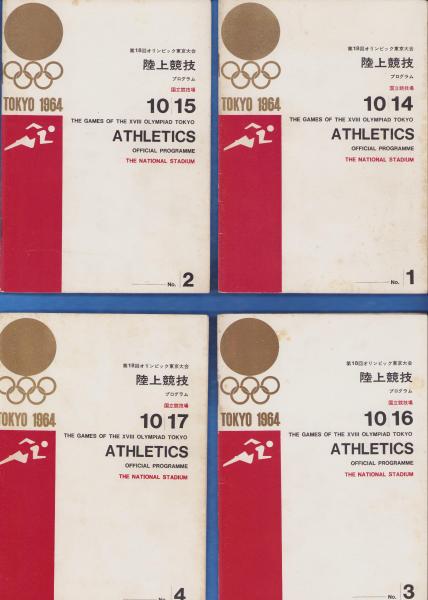 第18回オリンピック東京大会
陸上競技
プログラム
国立競技場
TOKYO 1964
10|15
THE GAMES OF THE XVIII OLYMPIAD TOKYO
ATHLETICS
OFFICIAL PROGRAMME
THE NATIONAL STADIUM
No. 2
第18回オリンピック東京大会
陸上競技
プログラム
国立競技場
TOKYO 1964
10|14
THE GAMES OF THE XVIII OLYMPIAD TOKYO
ATHLETICS
OFFICIAL PROGRAMME
THE NATIONAL STADIUM
No. 1
第18回オリンピック東京大会
陸上競技
プログラム
国立競技場
TOKYO 1964
10|17
THE GAMES OF THE XVIII OLYMPIAD TOKYO
ATHLETICS
OFFICIAL PROGRAMME
THE NATIONAL STADIUM
No. 4
第18回オリンピック東京大会
陸上競技
プログラム
国立競技場
TOKYO 1964
10|16
THE GAMES OF THE XVIII OLYMPIAD TOKYO
ATHLETICS
OFFICIAL PROGRAMME
THE NATIONAL STADIUM
No. 3